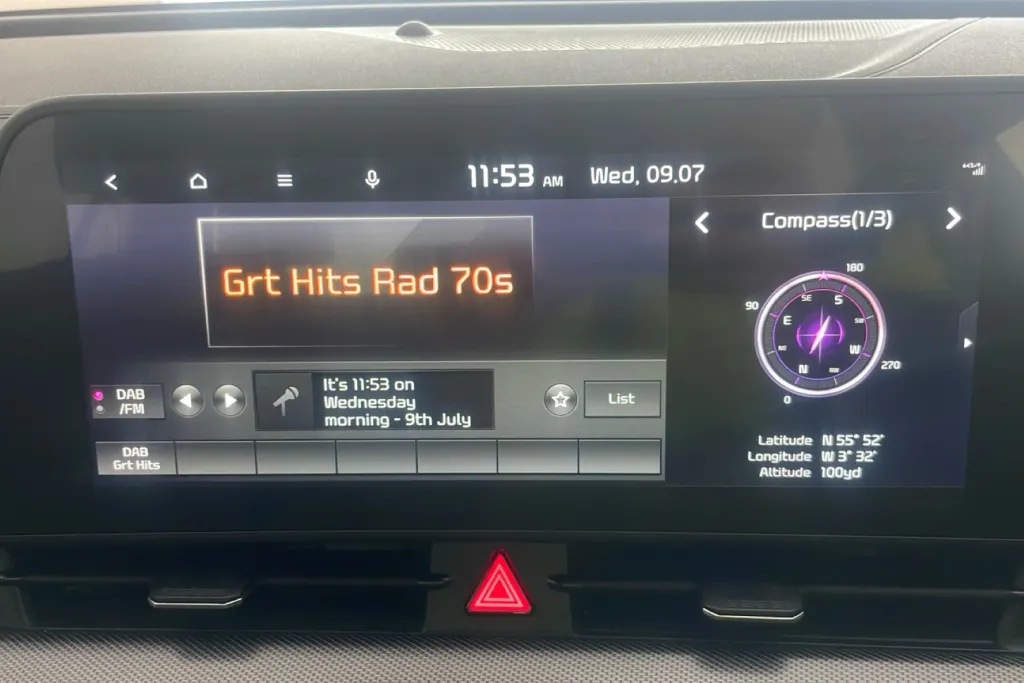 11:53 AM Wed, 09.07
Grt Hits Rad 70s
DAB
/FM
It's 11:53 on
Wednesday
morning - 9th July
List
DAB
Grt Hits
Compass(1/3)
180
SE S
90
E SW
W
N
270
0
Latitude N 55° 52'
Longitude W 3° 32'
Altitude 100yd